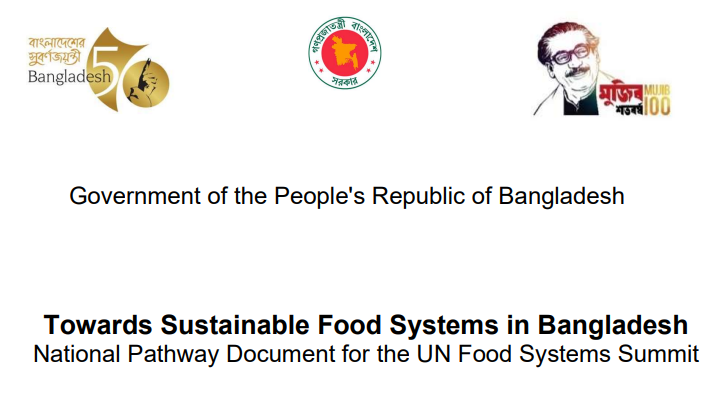 বাংলাদেশের
সুবর্ণজয়ন্তী
Bangladesh 50
গণপ্রজাতন্ত্রী বাংলাদেশ
সরকার
মুজিব MUJIB
শতবর্ষ 100
Government of the People's Republic of Bangladesh
Towards Sustainable Food Systems in Bangladesh
National Pathway Document for the UN Food Systems Summit